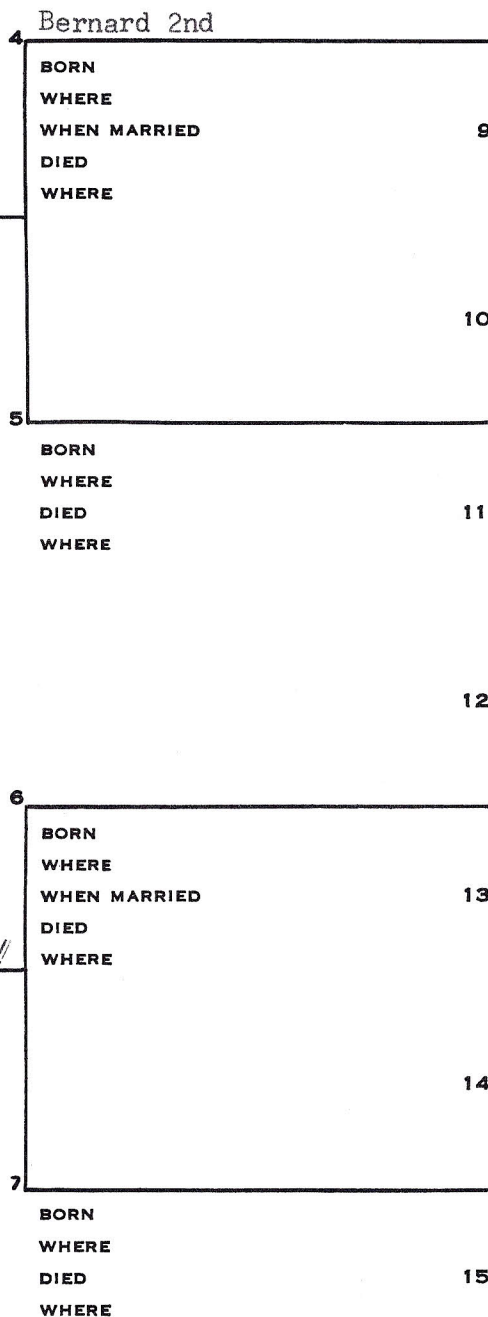 Bernard 2nd
4
BORN
WHERE
WHEN MARRIED 9
DIED
WHERE
10
5
BORN
WHERE
DIED 11
WHERE
12
6
BORN
WHERE
WHEN MARRIED 13
DIED
WHERE
14
7
BORN
WHERE
DIED 15
WHERE